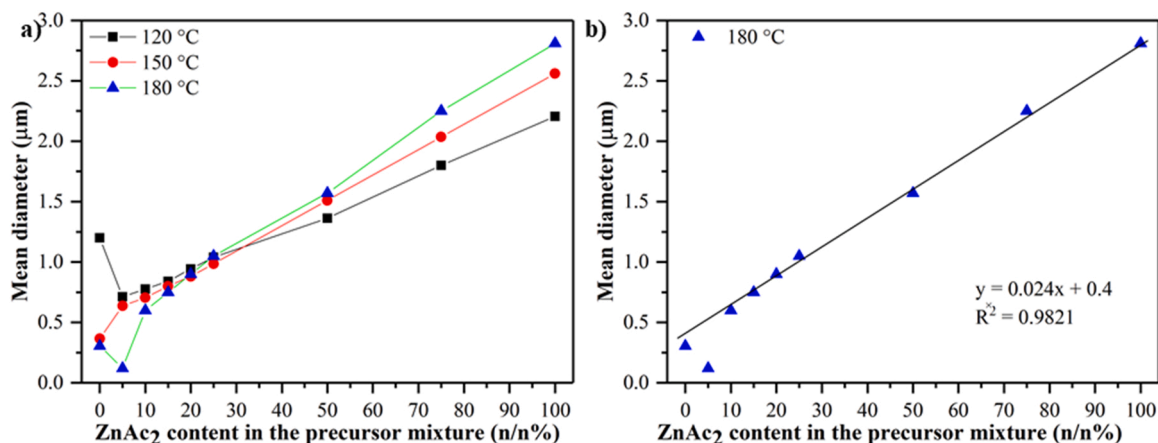 a)
120 °C
150 °C
180 °C
Mean diameter (μm)
3.0
2.5
2.0
1.5
1.0
0.5
0.0
0 10 20 30 40 50 60 70 80 90 100
ZnAc2 content in the precursor mixture (n/n%)
b)
180 °C
Mean diameter (μm)
3.0
2.5
2.0
1.5
1.0
0.5
0.0
y = 0.024x + 0.4
R×2 = 0.9821
0 10 20 30 40 50 60 70 80 90 100
ZnAc2 content in the precursor mixture (n/n%)